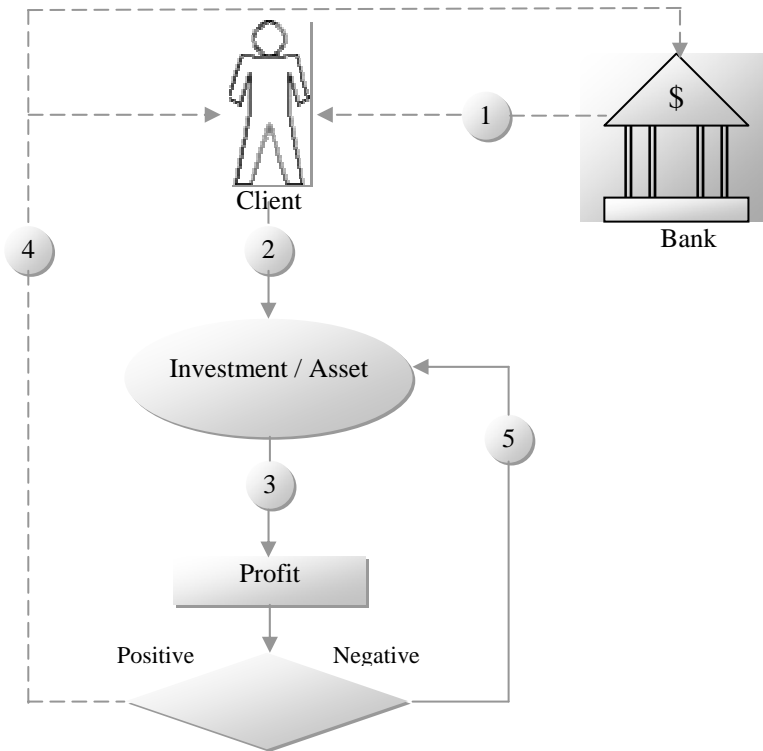 $
1
Client
Bank
4
2
Investment / Asset
5
3
Profit
Positive
Negative